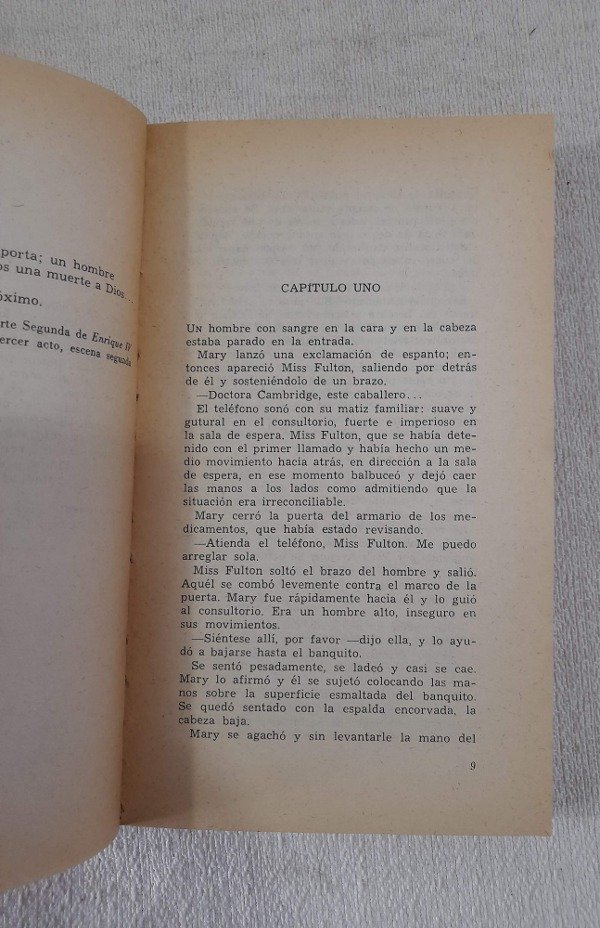 porta; un hombre
os una muerte a Dios...
óximo.
rte Segunda de Enrique IV
ercer acto, escena segunda
CAPÍTULO UNO
UN hombre con sangre en la cara y en la cabeza
estaba parado en la entrada.
Mary lanzó una exclamación de espanto; en-
tonces apareció Miss Fulton, saliendo por detrás
de él y sosteniéndolo de un brazo.
—Doctora Cambridge, este caballero...
El teléfono sonó con su matiz familiar: suave y
gutural en el consultorio, fuerte e imperioso en
la sala de espera. Miss Fulton, que se había dete-
nido con el primer llamado y había hecho un me-
dio movimiento hacia atrás, en dirección a la sala
de espera, en ese momento balbuceó y dejó caer
las manos a los lados como admitiendo que la
situación era irreconciliable.
Mary cerró la puerta del armario de los me-
dicamentos, que había estado revisando.
—Atienda el teléfono, Miss Fulton. Me puedo
arreglar sola.
Miss Fulton soltó el brazo del hombre y salió.
Aquél se combó levemente contra el marco de la
puerta. Mary fue rápidamente hacia él y lo guió
al consultorio. Era un hombre alto, inseguro en
sus movimientos.
—Siéntese allí, por favor —dijo ella, y lo ayu-
dó a bajarse hasta el banquito.
Se sentó pesadamente, se ladeó y casi se cae.
Mary lo afirmó y él se sujetó colocando las ma-
nos sobre la superficie esmaltada del banquito.
Se quedó sentado con la espalda encorvada, la
cabeza baja.
Mary se agachó y sin levantarle la mano del
9